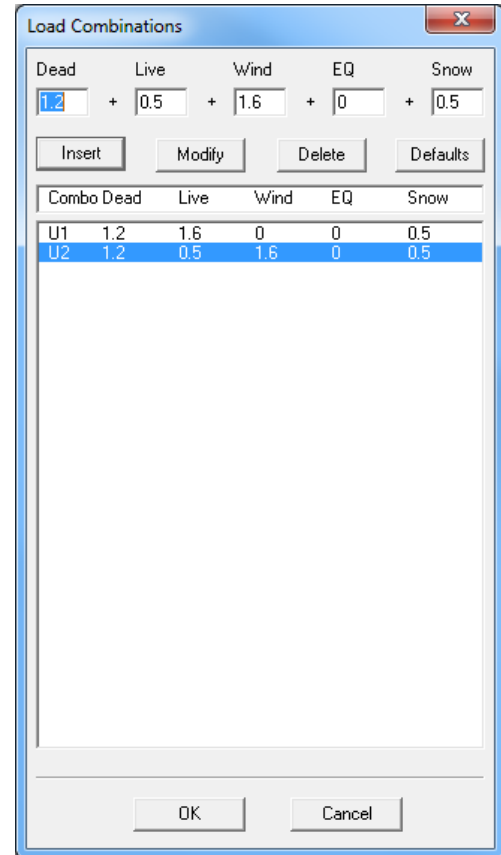 Load Combinations
Dead Live Wind EQ Snow
1.2 + 0.5 + 1.6 + 0 + 0.5
Insert Modify Delete Defaults
Combo Dead Live Wind EQ Snow
U1 1.2 1.6 0 0 0.5
U2 1.2 0.5 1.6 0 0.5
OK Cancel